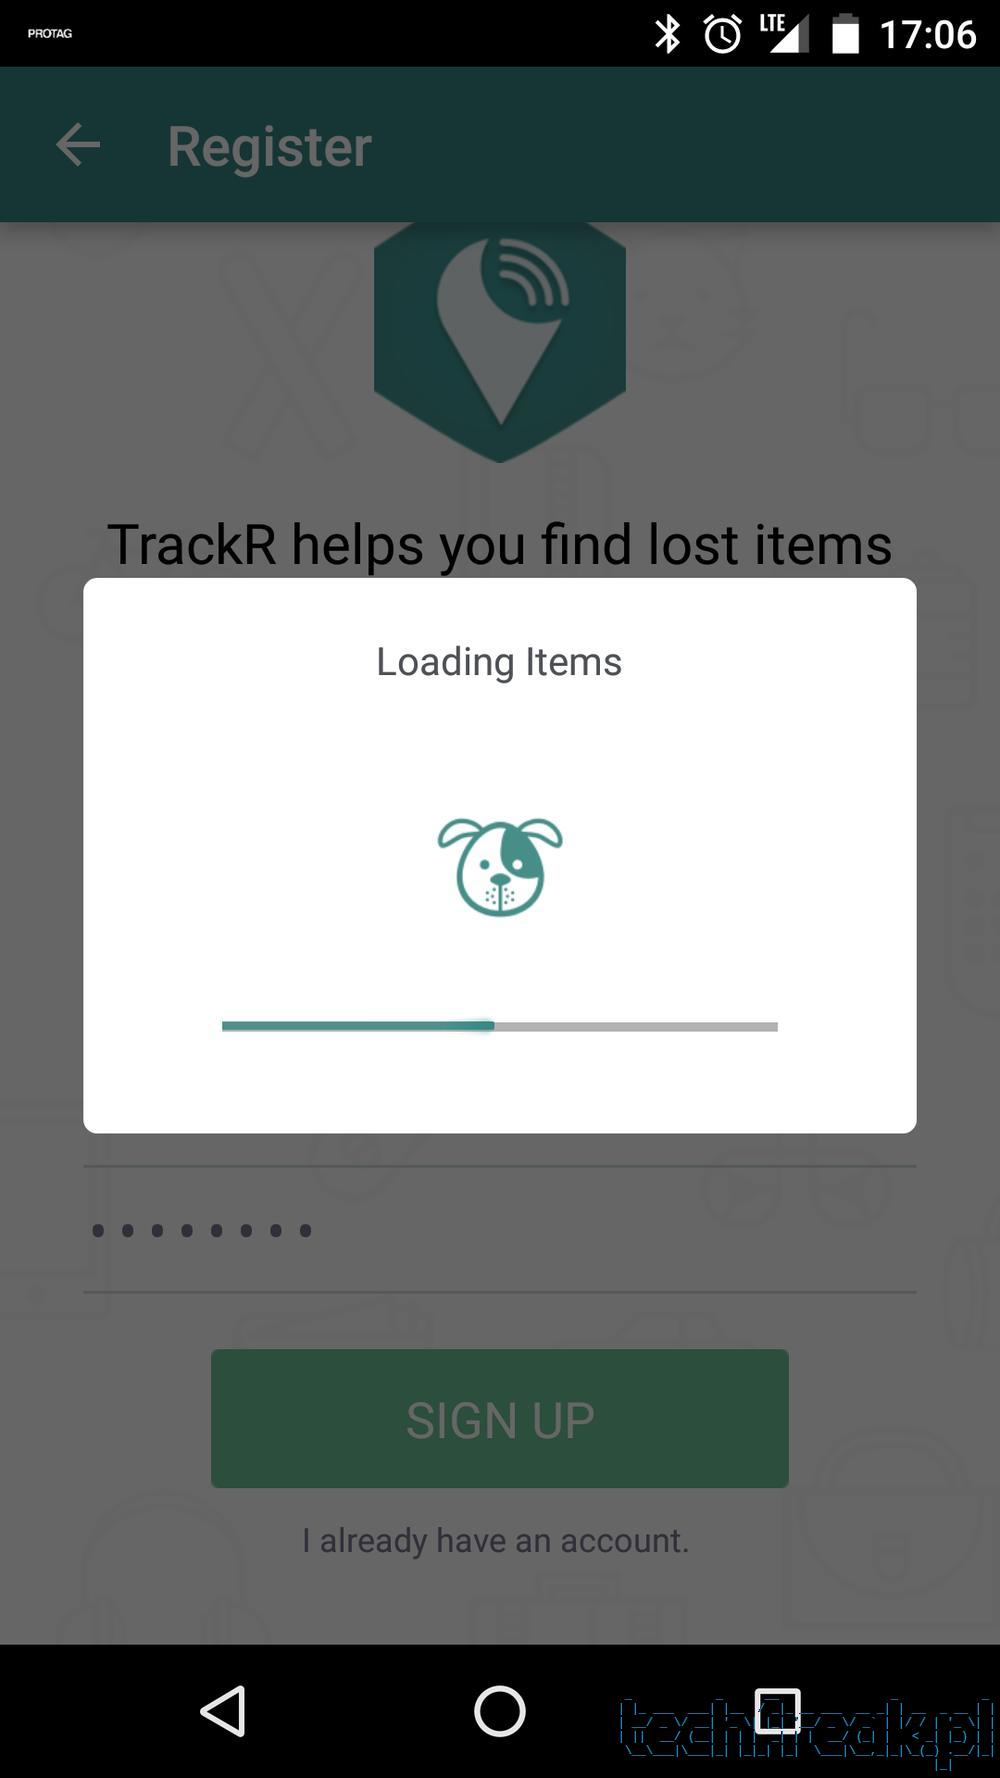 PROTAG
LTE
17:06
Register
TrackR helps you find lost items
Loading Items
SIGN UP
I already have an account.
techfreak.pl